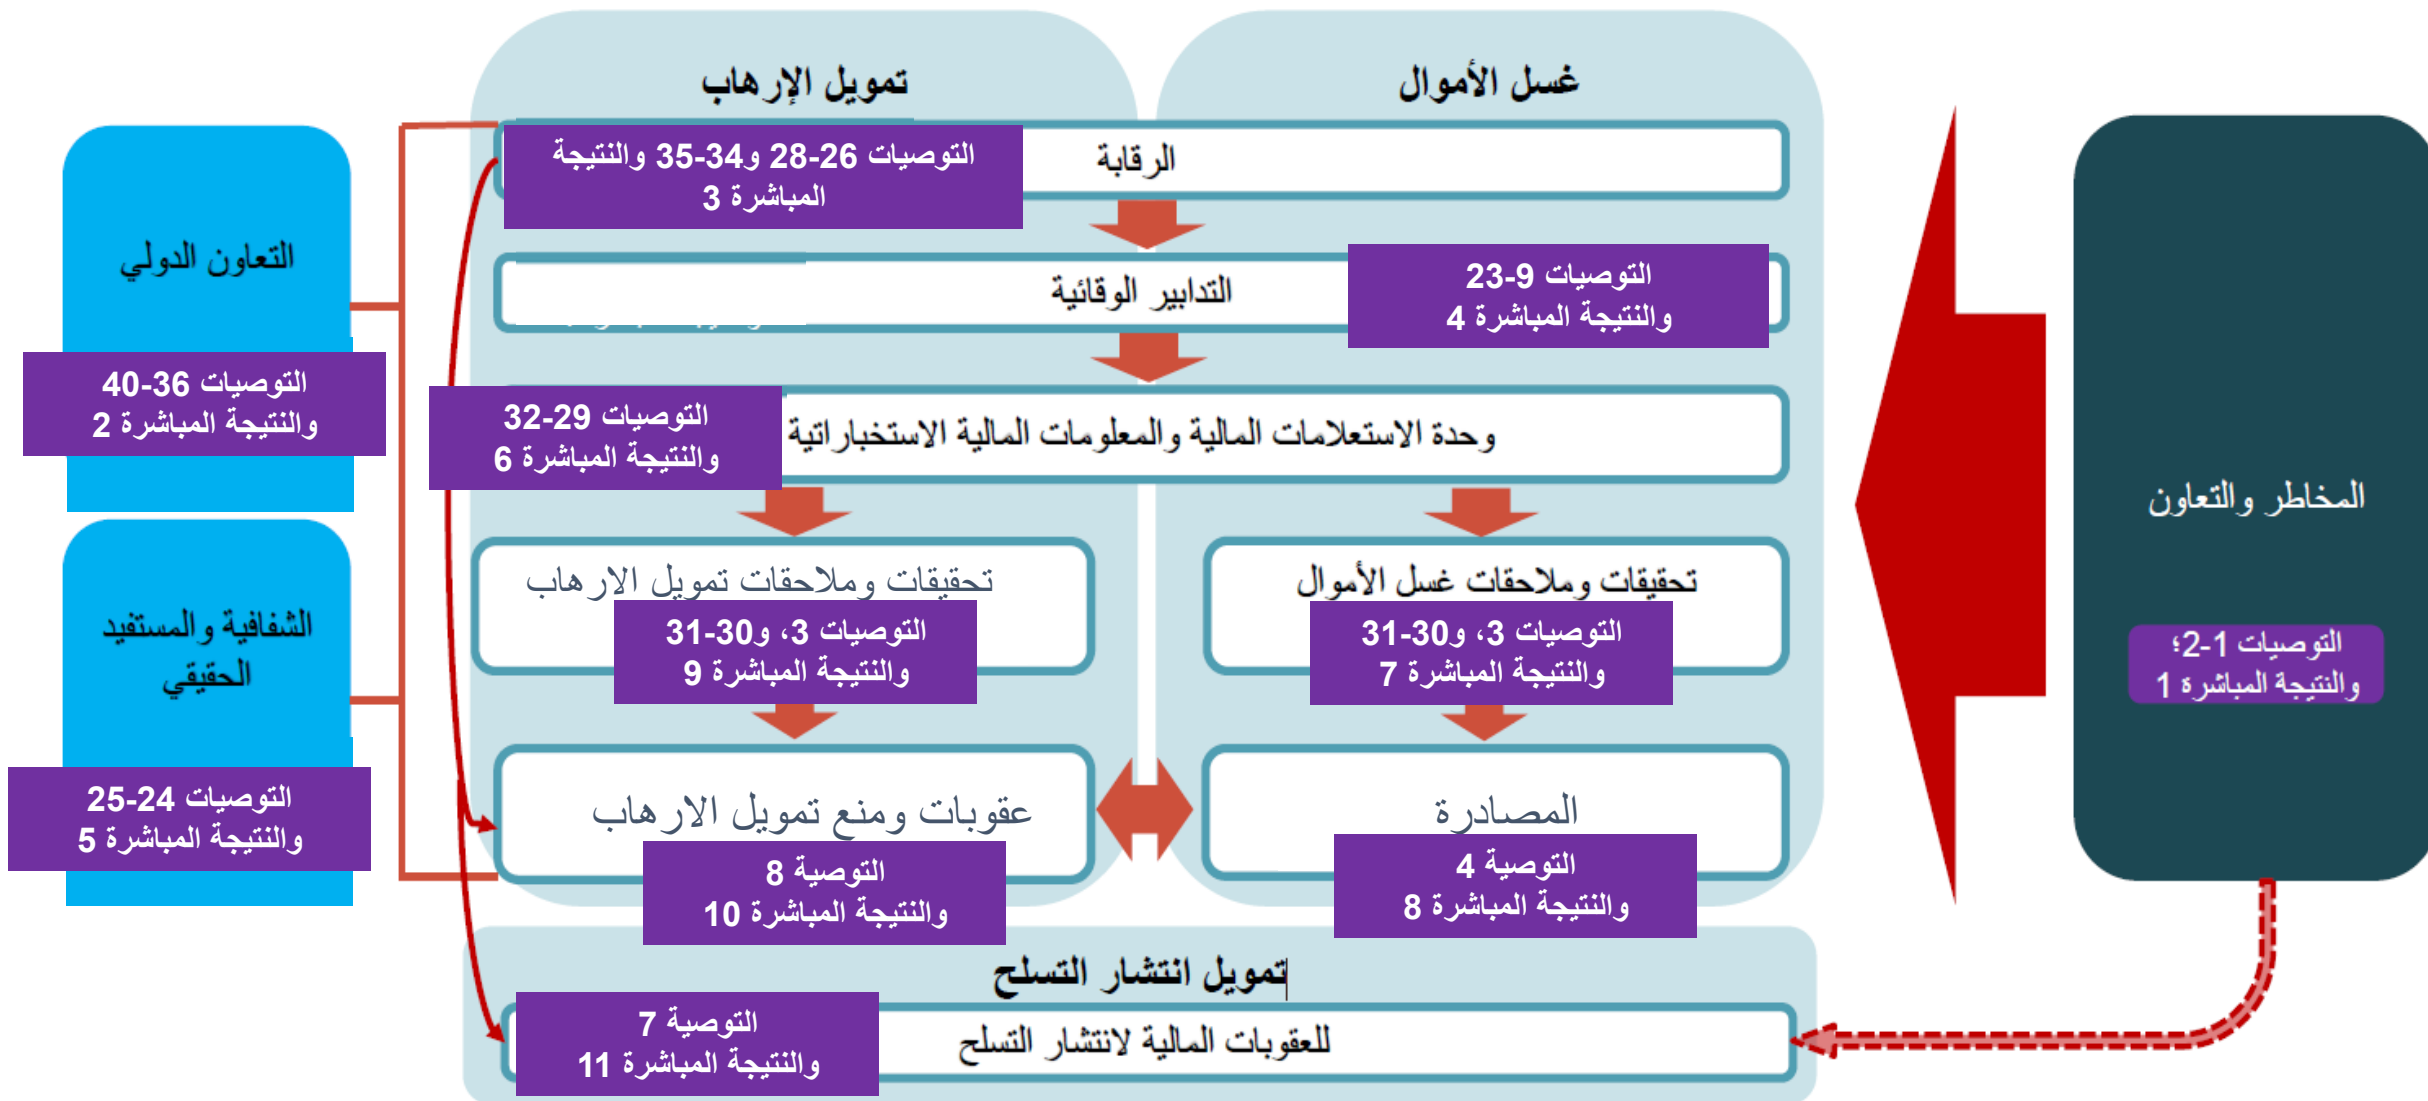 غسل الأموال
تمويل الإرهاب
الرقابة
التوصيات 26-28 و34-35 والنتيجة
المباشرة 3
التدابير الوقائية
التوصيات 9-23
والنتيجة المباشرة 4
وحدة الاستعلامات المالية والمعلومات المالية الاستخباراتية
التوصيات 29-32
والنتيجة المباشرة 6
تحقيقات وملاحقات غسل الأموال
التوصيات 3، و30-31
والنتيجة المباشرة 7
تحقيقات وملاحقات تمويل الارهاب
التوصيات 3، و30-31
والنتيجة المباشرة 9
المصادرة
التوصية 4
والنتيجة المباشرة 8
عقوبات ومنع تمويل الارهاب
التوصية 8
والنتيجة المباشرة 10
تمويل انتشار التسلح
للعقوبات المالية لانتشار التسلح
التوصية 7
والنتيجة المباشرة 11
المخاطر والتعاون
التوصيات 1-2؛
والنتيجة المباشرة 1
التعاون الدولي
التوصيات 36-40
والنتيجة المباشرة 2
الشفافية والمستفيد
الحقيقي
التوصيات 24-25
والنتيجة المباشرة 5